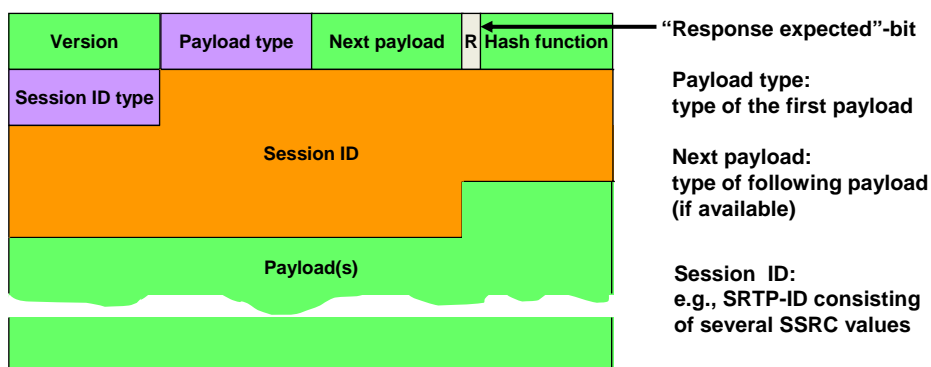 Version
Payload type
Next payload
R
Hash function
“Response expected”-bit
Session ID type
Payload type:
type of the first payload
Session ID
Next payload:
type of following payload
(if available)
Payload(s)
Session ID:
e.g., SRTP-ID consisting
of several SSRC values